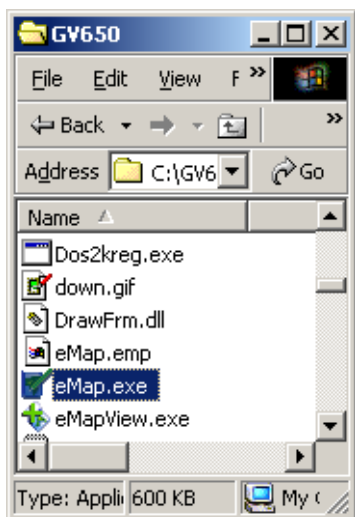 GV650
File Edit View F »
Back »
Address C:\GV6 Go
Name
Dos2kreg.exe
down.gif
DrawFrm.dll
eMap.emp
eMap.exe
eMapView.exe
Type: Appli 600 KB My